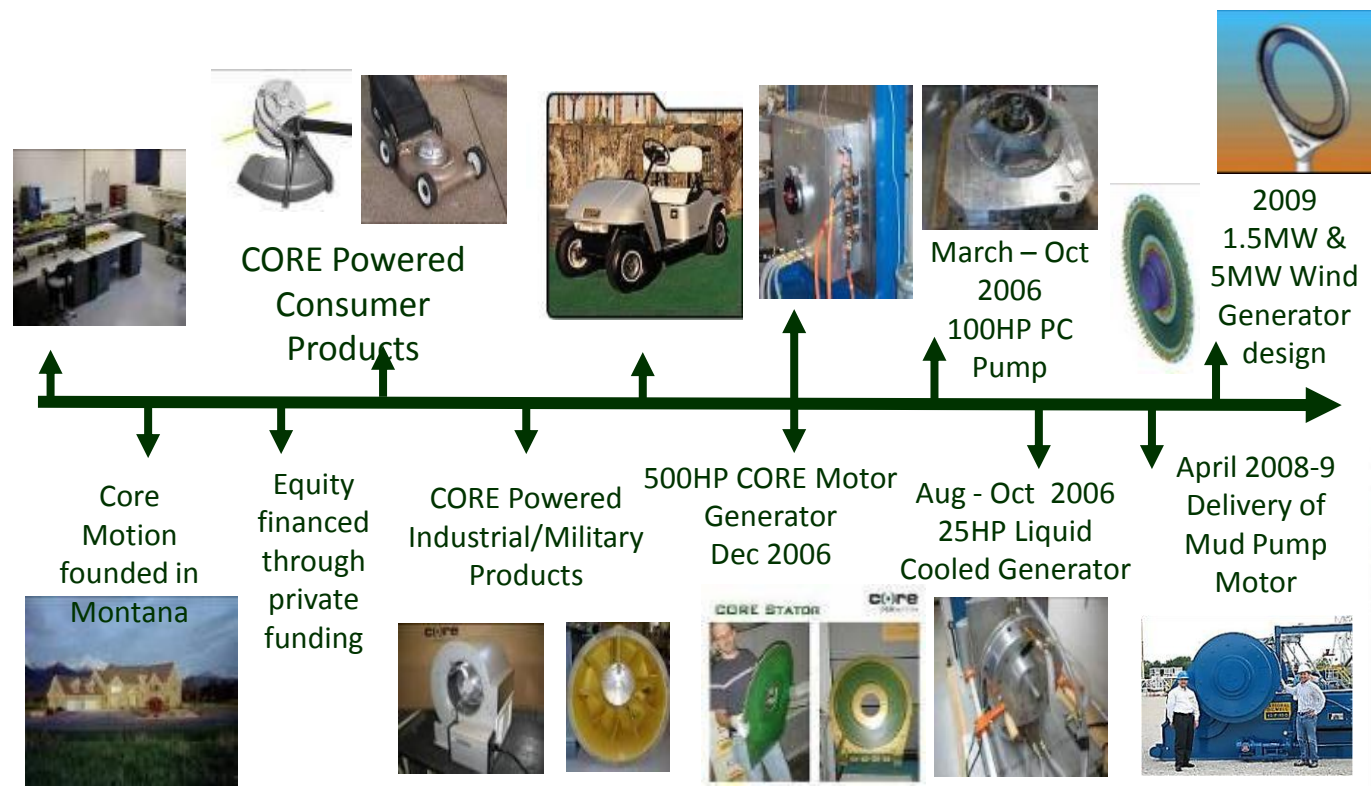 CORE Powered
Consumer
Products
March – Oct
2006
100HP PC
Pump
2009
1.5MW &
5MW Wind
Generator
design
Core
Motion
founded in
Montana
Equity
financed
through
private
funding
CORE Powered
Industrial/Military
Products
500HP CORE Motor
Generator
Dec 2006
Aug - Oct 2006
25HP Liquid
Cooled Generator
April 2008-9
Delivery of
Mud Pump
Motor
core
CORE STATOR
core